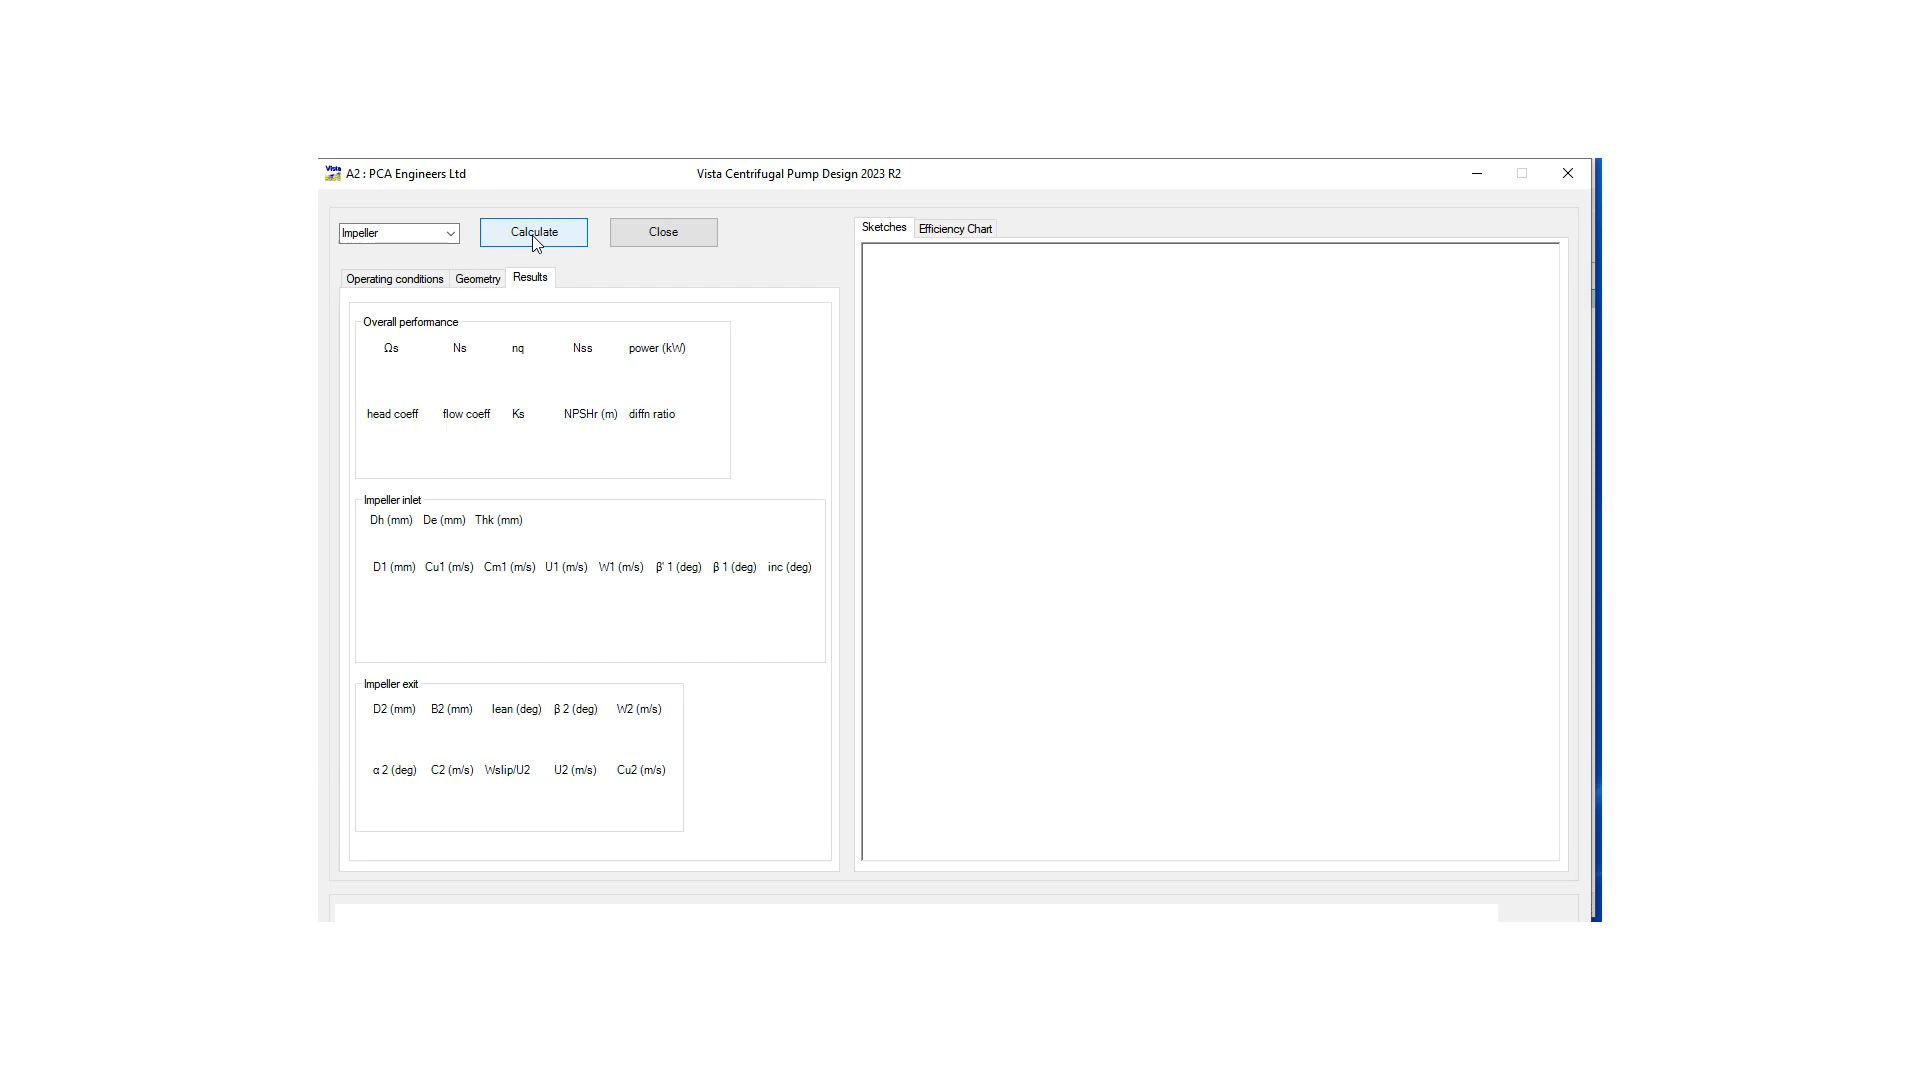 Vista A2 : PCA Engineers Ltd Vista Centrifugal Pump Design 2023 R2
Impeller Calculate Close
Sketches Efficiency Chart
Operating conditions Geometry Results
Overall performance
Ωs Ns nq Nss power (kW)
head coeff flow coeff Ks NPSHr (m) diffn ratio
Impeller inlet
Dh (mm) De (mm) Thk (mm)
D1 (mm) Cu1 (m/s) Cm1 (m/s) U1 (m/s) W1 (m/s) β' 1 (deg) β 1 (deg) inc (deg)
Impeller exit
D2 (mm) B2 (mm) lean (deg) β 2 (deg) W2 (m/s)
α 2 (deg) C2 (m/s) Wslip/U2 U2 (m/s) Cu2 (m/s)